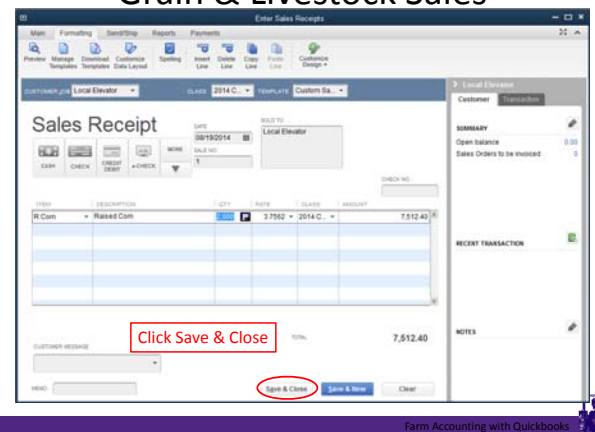 Grain & Livestock Sales
Enter Sales Receipts
Main Formatting Send/Ship Reports Payments
Preview Manage Templates Download Templates Customize Data Layout Spelling Insert Line Delete Line Copy Line Paste Line Customize Design
CUSTOMER:JOB Local Elevator CLASS 2014 C... TEMPLATE Custom Sa...
Local Elevator
Customer Transaction
Sales Receipt
DATE
08/19/2014
SALE NO.
1
SOLD TO
Local Elevator
CASH CHECK CREDIT DEBIT e-CHECK MORE
CHECK NO.
SUMMARY
Open balance 0.00
Sales Orders to be invoiced 0
ITEM DESCRIPTION QTY RATE CLASS AMOUNT
R Corn Raised Corn 2,000 3.7562 2014 C... 7,512.40
RECENT TRANSACTION
Click Save & Close
TOTAL 7,512.40
NOTES
CUSTOMER MESSAGE
MEMO
Save & Close Save & New Clear
Farm Accounting with Quickbooks